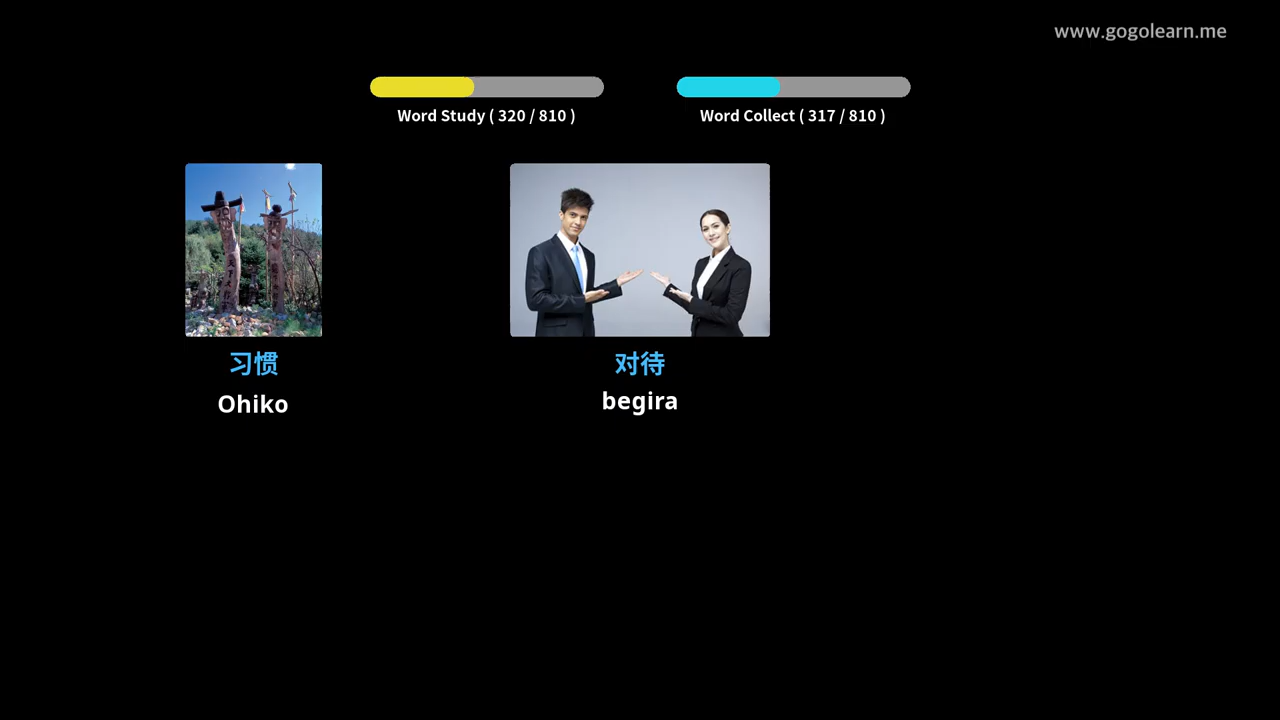 www.gogolearn.me
Word Study ( 320 / 810 )
Word Collect ( 317 / 810 )
习惯
Ohiko
对待
begira